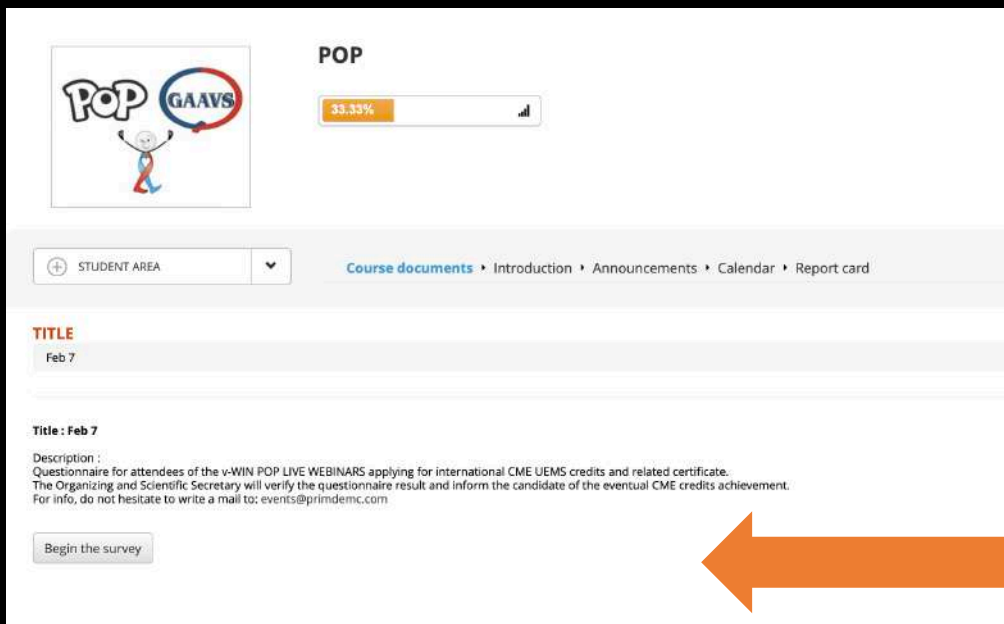 POP
POP GAAVS
33.33%
STUDENT AREA
Course documents ‣ Introduction ‣ Announcements ‣ Calendar ‣ Report card
TITLE
Feb 7
Title : Feb 7
Description :
Questionnaire for attendees of the v-WIN POP LIVE WEBINARS applying for international CME UEMS credits and related certificate.
The Organizing and Scientific Secretary will verify the questionnaire result and inform the candidate of the eventual CME credits achievement.
For info, do not hesitate to write a mail to: events@primdemc.com
Begin the survey